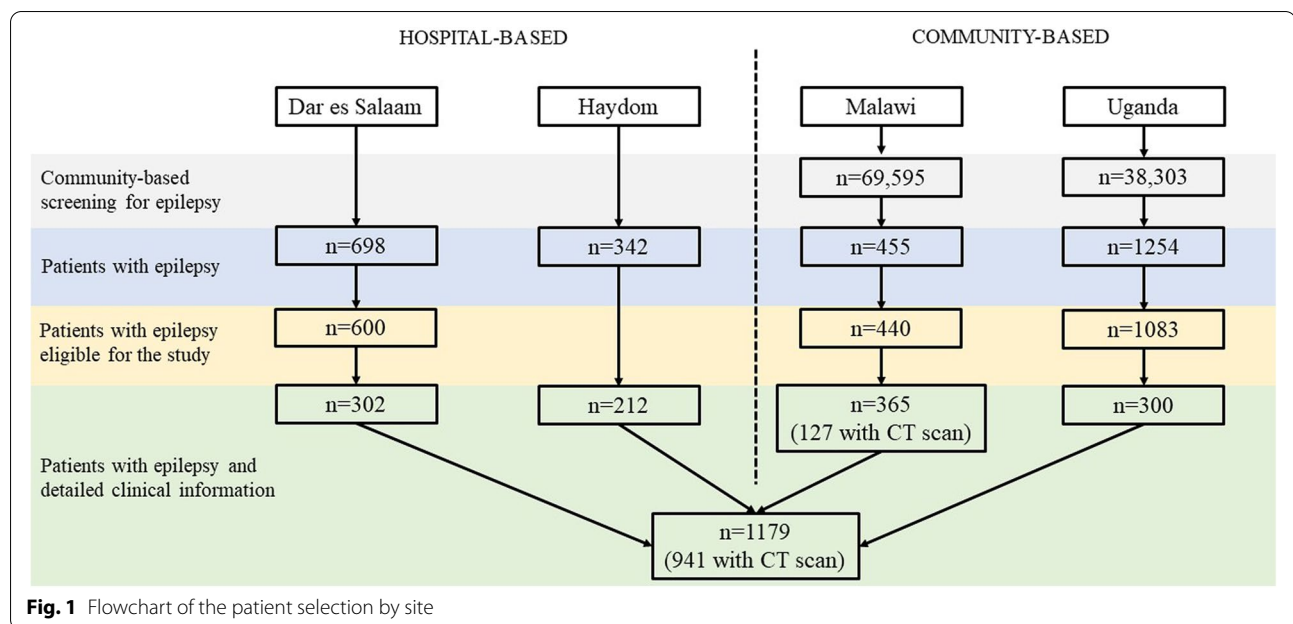 HOSPITAL-BASED
COMMUNITY-BASED
Dar es Salaam
Haydom
Malawi
Uganda
Community-based
screening for epilepsy
n=69,595
n=38,303
Patients with epilepsy
n=698
n=342
n=455
n=1254
Patients with epilepsy
eligible for the study
n=600
n=440
n=1083
Patients with epilepsy and
detailed clinical information
n=302
n=212
n=365
(127 with CT scan)
n=300
n=1179
(941 with CT scan)
Fig. 1 Flowchart of the patient selection by site